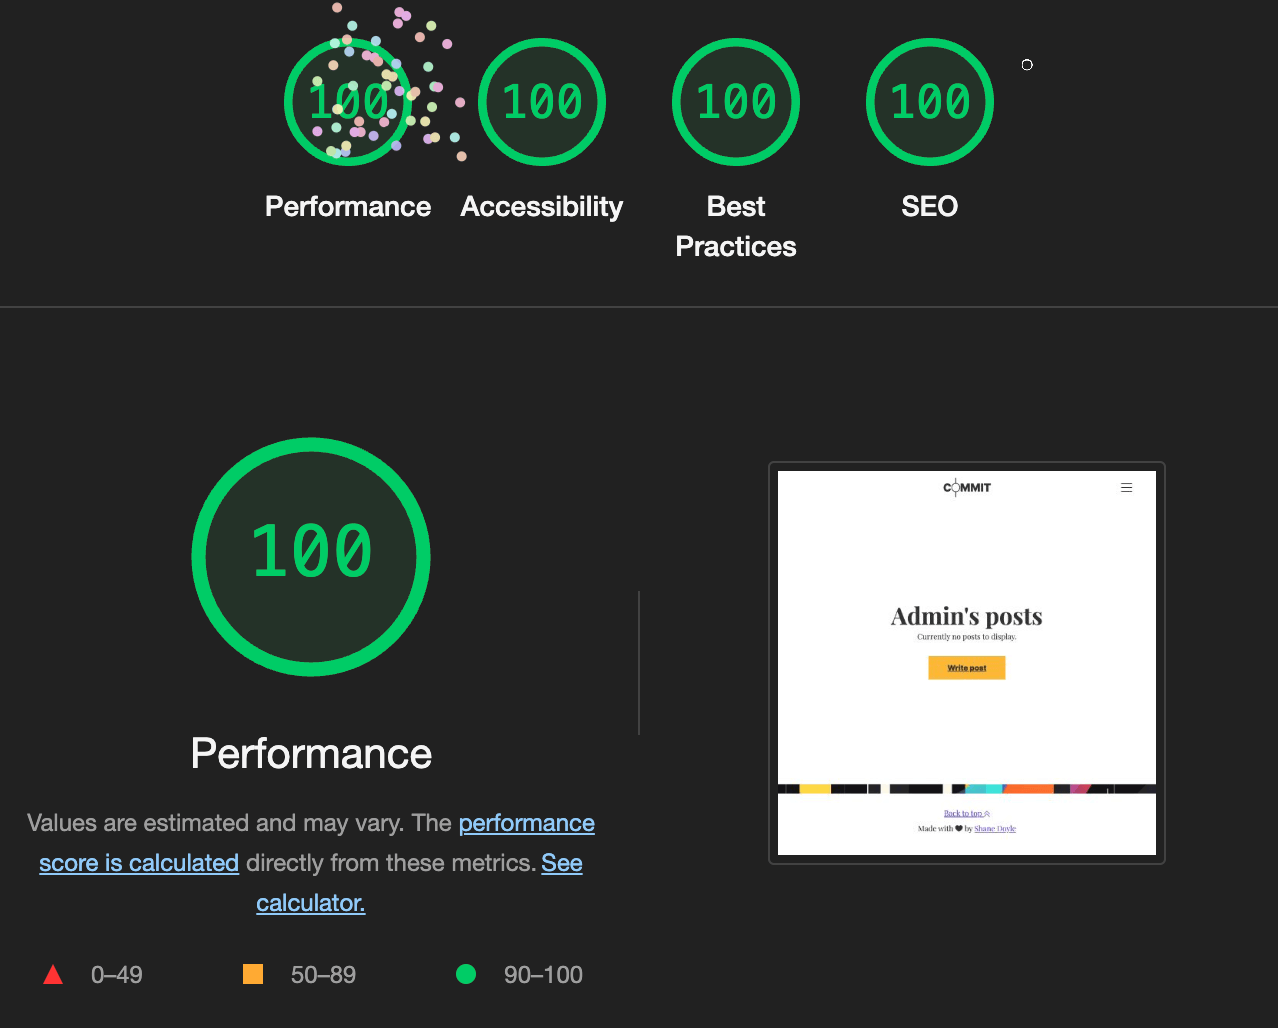 100
100
100
100
Performance
Accessibility
Best
Practices
SEO
100
Performance
Values are estimated and may vary. The performance
score is calculated directly from these metrics. See
calculator.
0–49
50–89
90–100
COMMIT
Admin's posts
Currently no posts to display.
Write post
Back to top
Made with by Shane Doyle